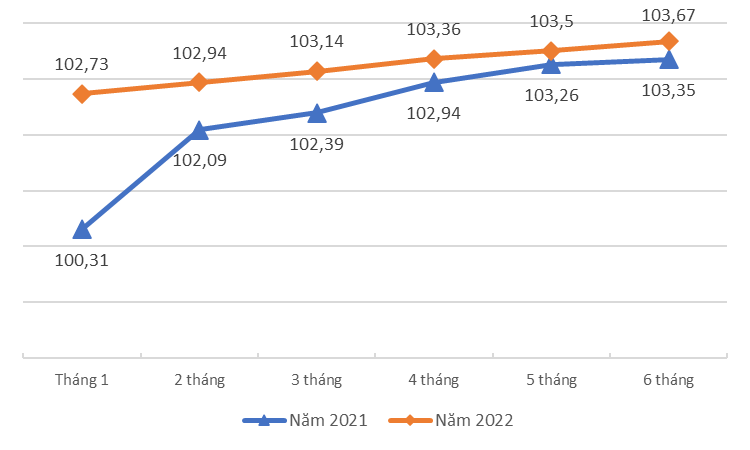 102,73
102,94
103,14
103,36
103,5
103,67
100,31
102,09
102,39
102,94
103,26
103,35
Tháng 1
2 tháng
3 tháng
4 tháng
5 tháng
6 tháng
Năm 2021
Năm 2022